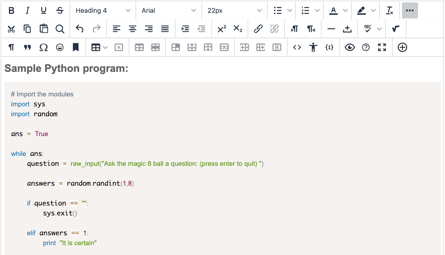 B I U S Heading 4 Arial 22px A
Sample Python program:
# Import the modules
import sys
import random
ans = True
while ans:
question = raw_input("Ask the magic 8 ball a question: (press enter to quit) ")
answers = random.randint(1,8)
if question == "":
sys.exit()
elif answers == 1:
print "It is certain"